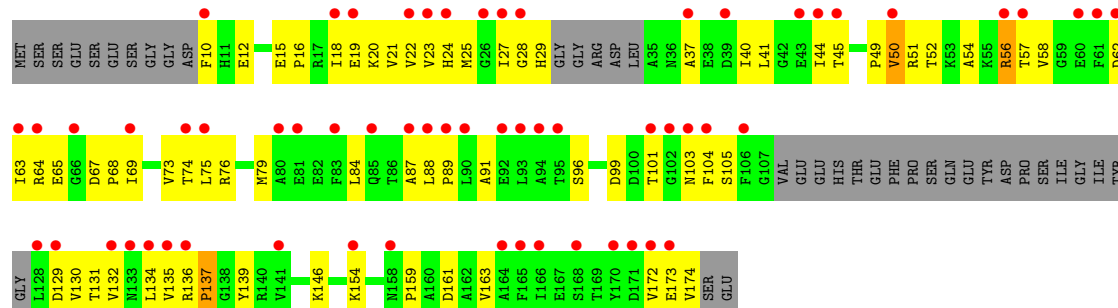 MET SER SER GLU SER GLU SER GLY GLY ASP F10 H11 E12 E15 P16 R17 I18 E19 K20 V21 V22 V23 H24 M25 G26 I27 G28 H29 GLY GLY ARG ASP LEU A35 N36 A37 E38 D39 I40 L41 G42 E43 I44 T45 P49 V50 R51 T52 K53 A54 K55 R56 T57 V58 G59 E60 F61 D62
I63 R64 E65 G66 D67 P68 I69 V73 T74 L75 R76 M79 A80 E81 E82 F83 L84 Q85 T86 A87 L88 P89 L90 A91 E92 L93 A94 T95 S96 D99 D100 T101 G102 N103 F104 S105 F106 G107 VAL GLU GLU HIS THR GLU PHE PRO SER GLN GLU TYR ASP PRO SER ILE GLY ILE TYR
GLY L128 D129 V130 T131 V132 N133 L134 V135 R136 P137 G138 Y139 R140 V141 K146 K154 N158 P159 A160 D161 A162 V163 A164 F165 I166 E167 S168 T169 Y170 D171 V172 E173 V174 SER GLU